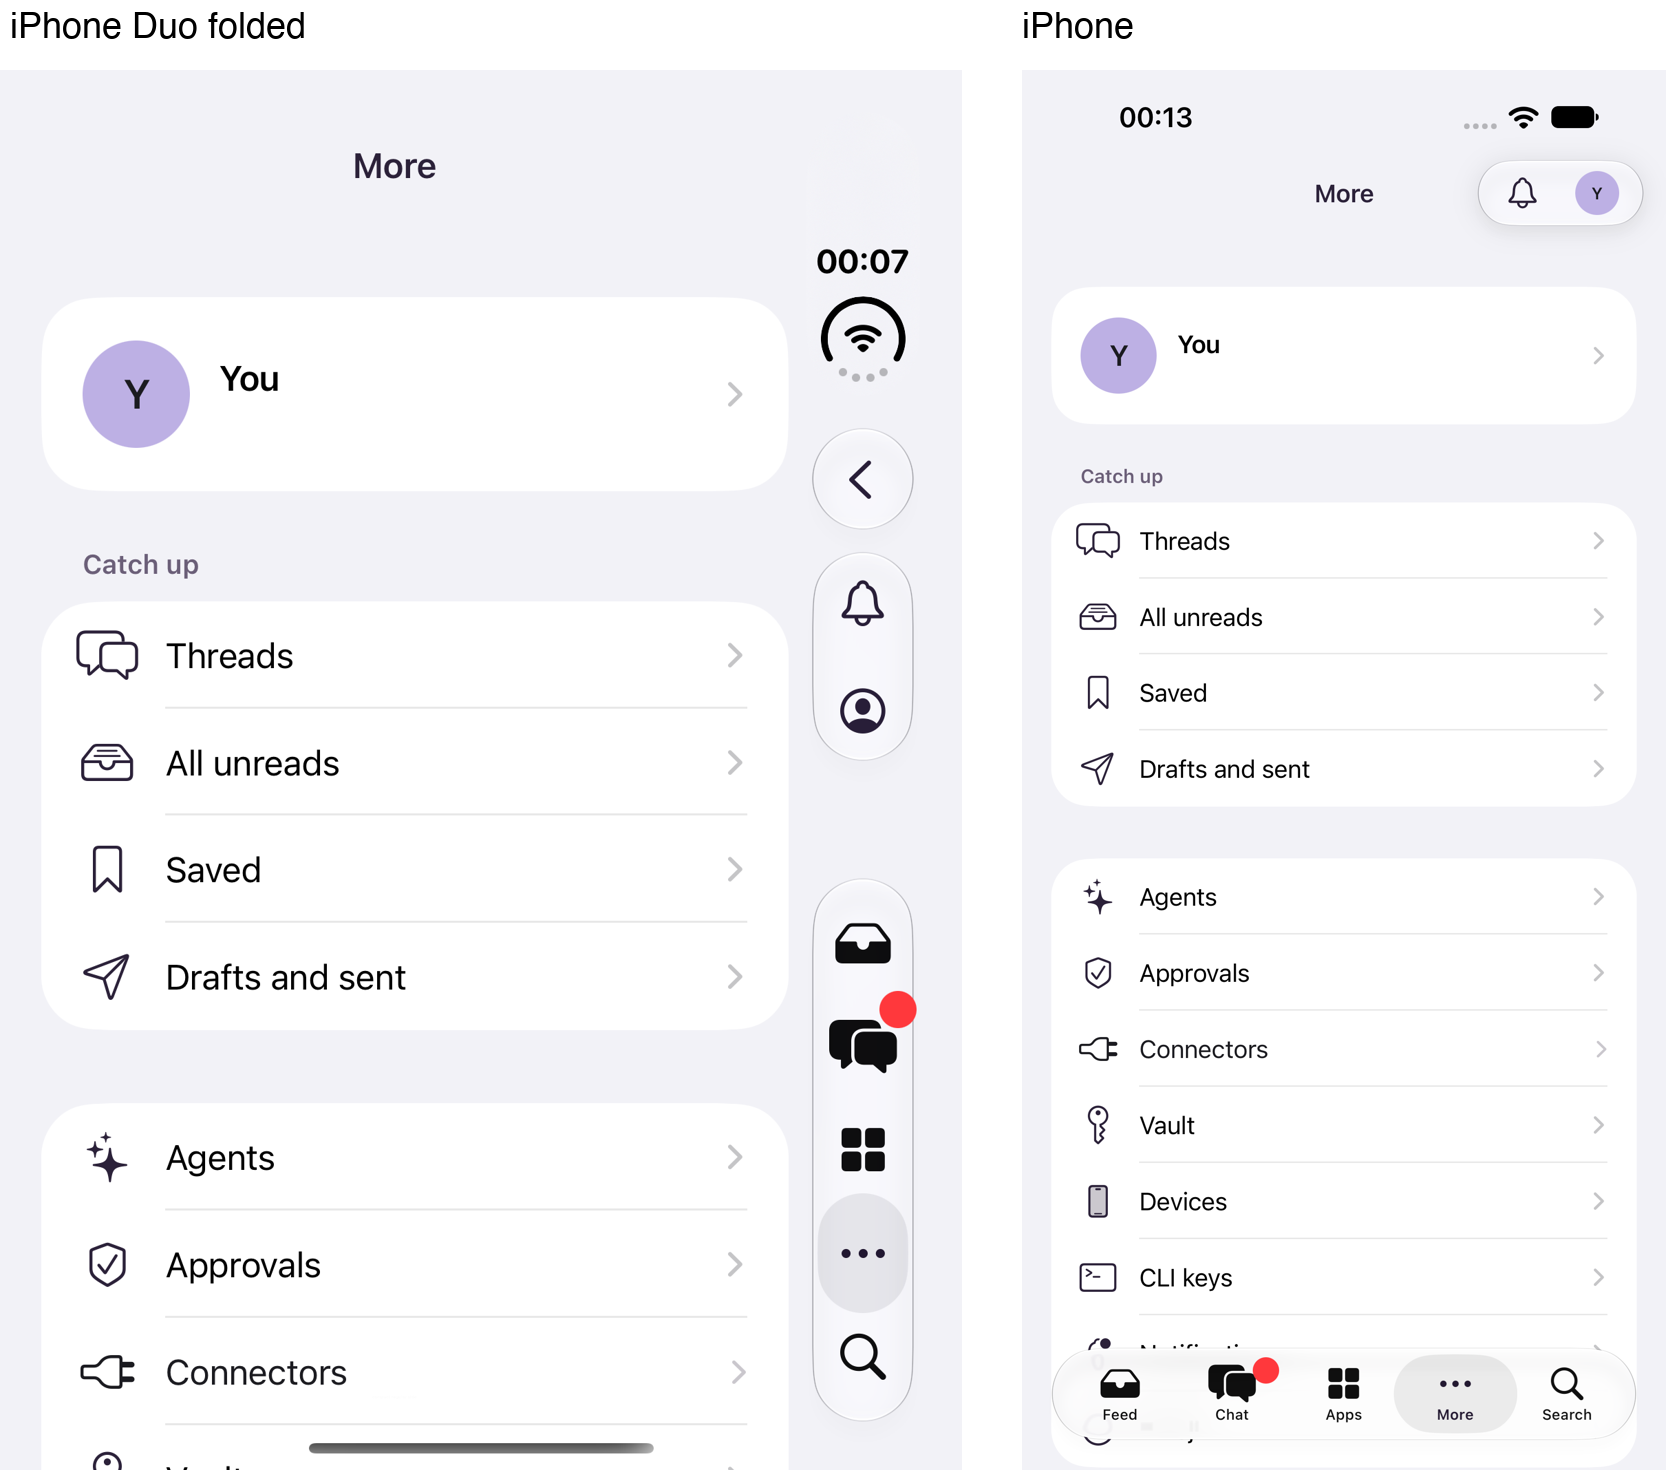 iPhone Duo folded
More
00:07
Y
You
Catch up
Threads
All unreads
Saved
Drafts and sent
Agents
Approvals
Connectors
iPhone
00:13
More
Y
Y
You
Catch up
Threads
All unreads
Saved
Drafts and sent
Agents
Approvals
Connectors
Vault
Devices
CLI keys
Feed
Chat
Apps
More
Search